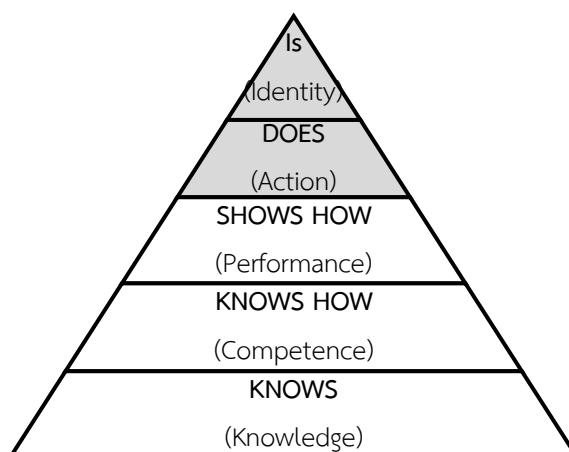 Is
(Identity)
DOES
(Action)
SHOWS HOW
(Performance)
KNOWS HOW
(Competence)
KNOWS
(Knowledge)